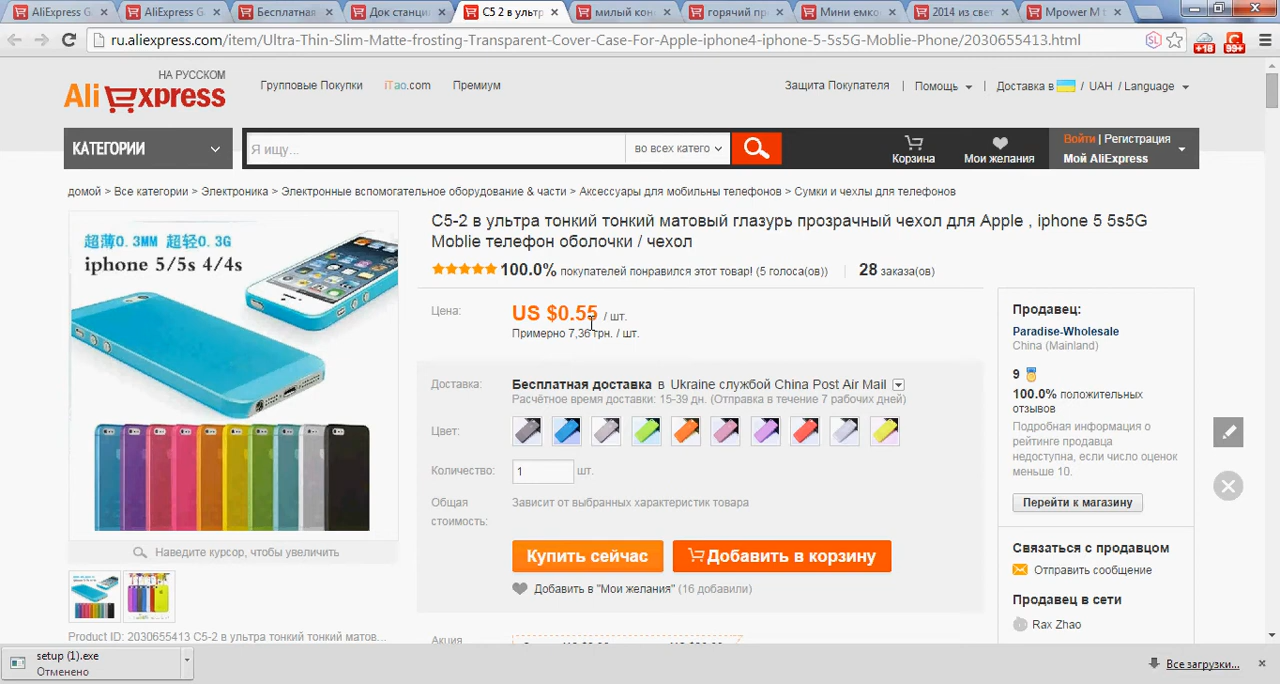 AliExpress G
AliExpress G
Бесплатная
Док станци
C5 2 в ультр
милый кон
горячий пр
Мини емко
2014 из свет
Mpower M t
ru.aliexpress.com/item/Ultra-Thin-Slim-Matte-frosting-Transparent-Cover-Case-For-Apple-iphone4-iphone-5-5s5G-Moblie-Phone/2030655413.html
SL
+18
99+
НА РУССКОМ
AliExpress
Групповые Покупки
iTao.com
Премиум
Защита Покупателя | Помощь | Доставка в / UAH / Language
КАТЕГОРИИ
Я ищу...
во всех катего
Корзина
Мои желания
Войти | Регистрация
Мой AliExpress
домой > Все категории > Электроника > Электронные вспомогательное оборудование & части > Аксессуары для мобильны телефонов > Сумки и чехлы для телефонов
超薄0.3MM 超轻0.3G
iphone 5/5s 4/4s
C5-2 в ультра тонкий тонкий матовый глазурь прозрачный чехол для Apple , iphone 5 5s5G
Moblie телефон оболочки / чехол
100.0% покупателей понравился этот товар! (5 голоса(ов)) | 28 заказа(ов)
Цена:
US $0.55 / шт.
Примерно 7,36 грн. / шт.
Доставка:
Бесплатная доставка в Ukraine службой China Post Air Mail
Расчётное время доставки: 15-39 дн. (Отправка в течение 7 рабочих дней)
Цвет:
Количество:
1
шт.
Общая
стоимость:
Зависит от выбранных характеристик товара
Купить сейчас
Добавить в корзину
Добавить в "Мои желания" (16 добавили)
Наведите курсор, чтобы увеличить
Product ID: 2030655413 C5-2 в ультра тонкий тонкий матов...
Акция
Продавец:
Paradise-Wholesale
China (Mainland)
9
100.0% положительных
отзывов
Подробная информация о
рейтинге продавца
недоступна, если число оценок
меньше 10.
Перейти к магазину
Связаться с продавцом
Отправить сообщение
Продавец в сети
Rax Zhao
setup (1).exe
Отменено
Все загрузки...